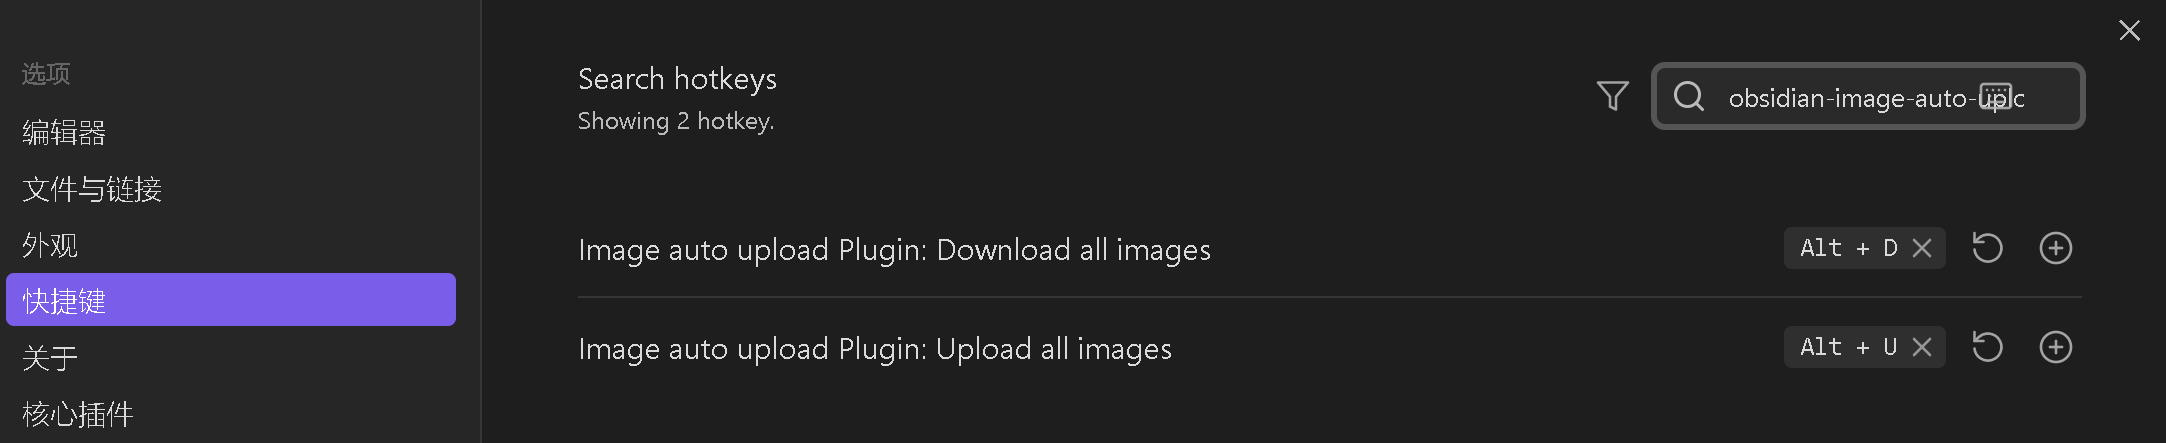 选项
编辑器
文件与链接
外观
快捷键
关于
核心插件
Search hotkeys
Showing 2 hotkey.
obsidian-image-auto-uplc
Image auto upload Plugin: Download all images
Alt + D
Image auto upload Plugin: Upload all images
Alt + U